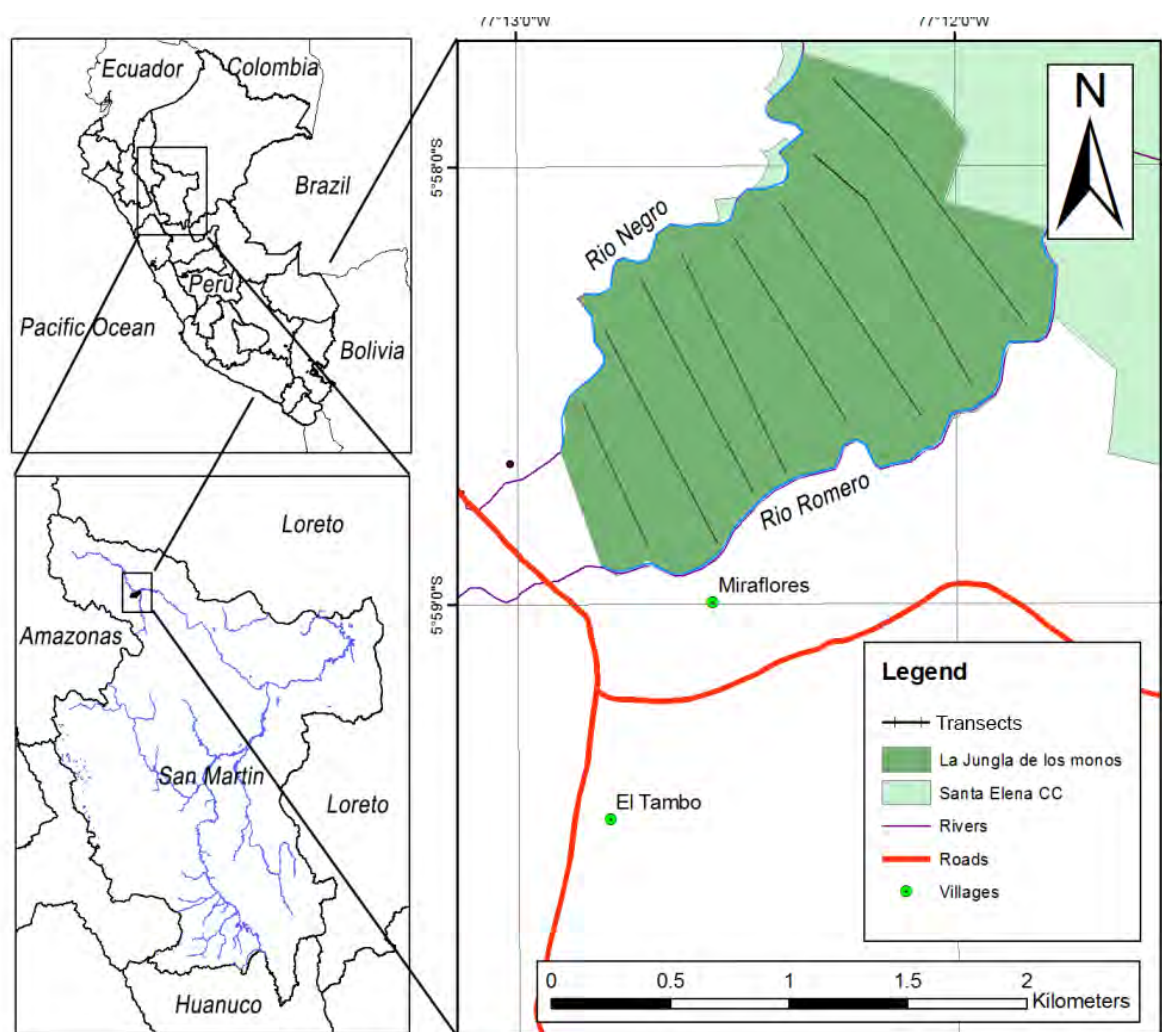 Ecuador
Colombia
Brazil
Peru
Pacific Ocean
Bolivia
Loreto
Amazonas
San Martin
Loreto
Huanuco
77°13'0"W
77°12'0"W
5°58'0"S
5°59'0"S
N
Rio Negro
Rio Romero
Miraflores
El Tambo
Legend
Transects
La Jungla de los monos
Santa Elena CC
Rivers
Roads
Villages
0 0.5 1 1.5 2
Kilometers